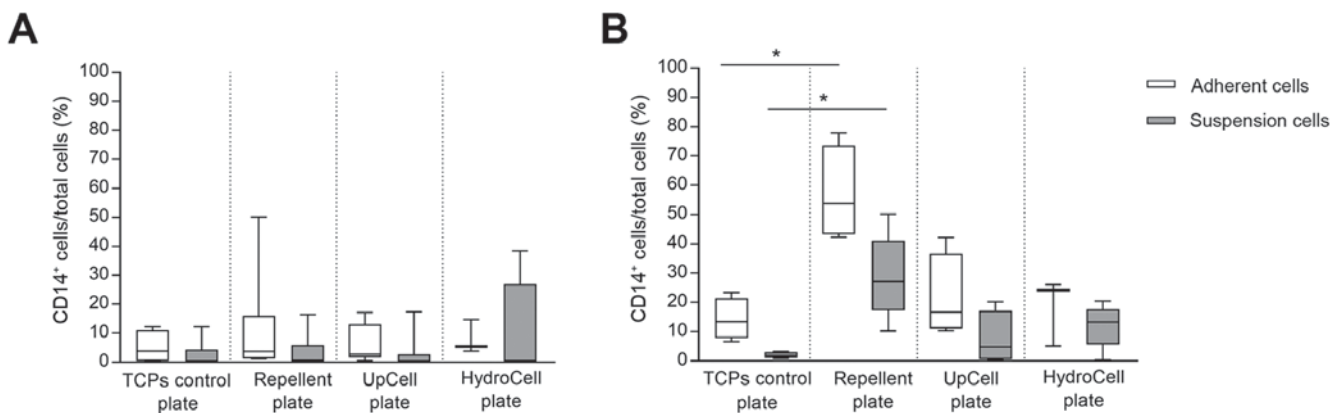 A
CD14⁺ cells/total cells (%)
100
90
80
70
60
50
40
30
20
10
0
TCPs control plate
Repellent plate
UpCell plate
HydroCell plate
B
*
*
CD14⁺ cells/total cells (%)
100
90
80
70
60
50
40
30
20
10
0
TCPs control plate
Repellent plate
UpCell plate
HydroCell plate
Adherent cells
Suspension cells